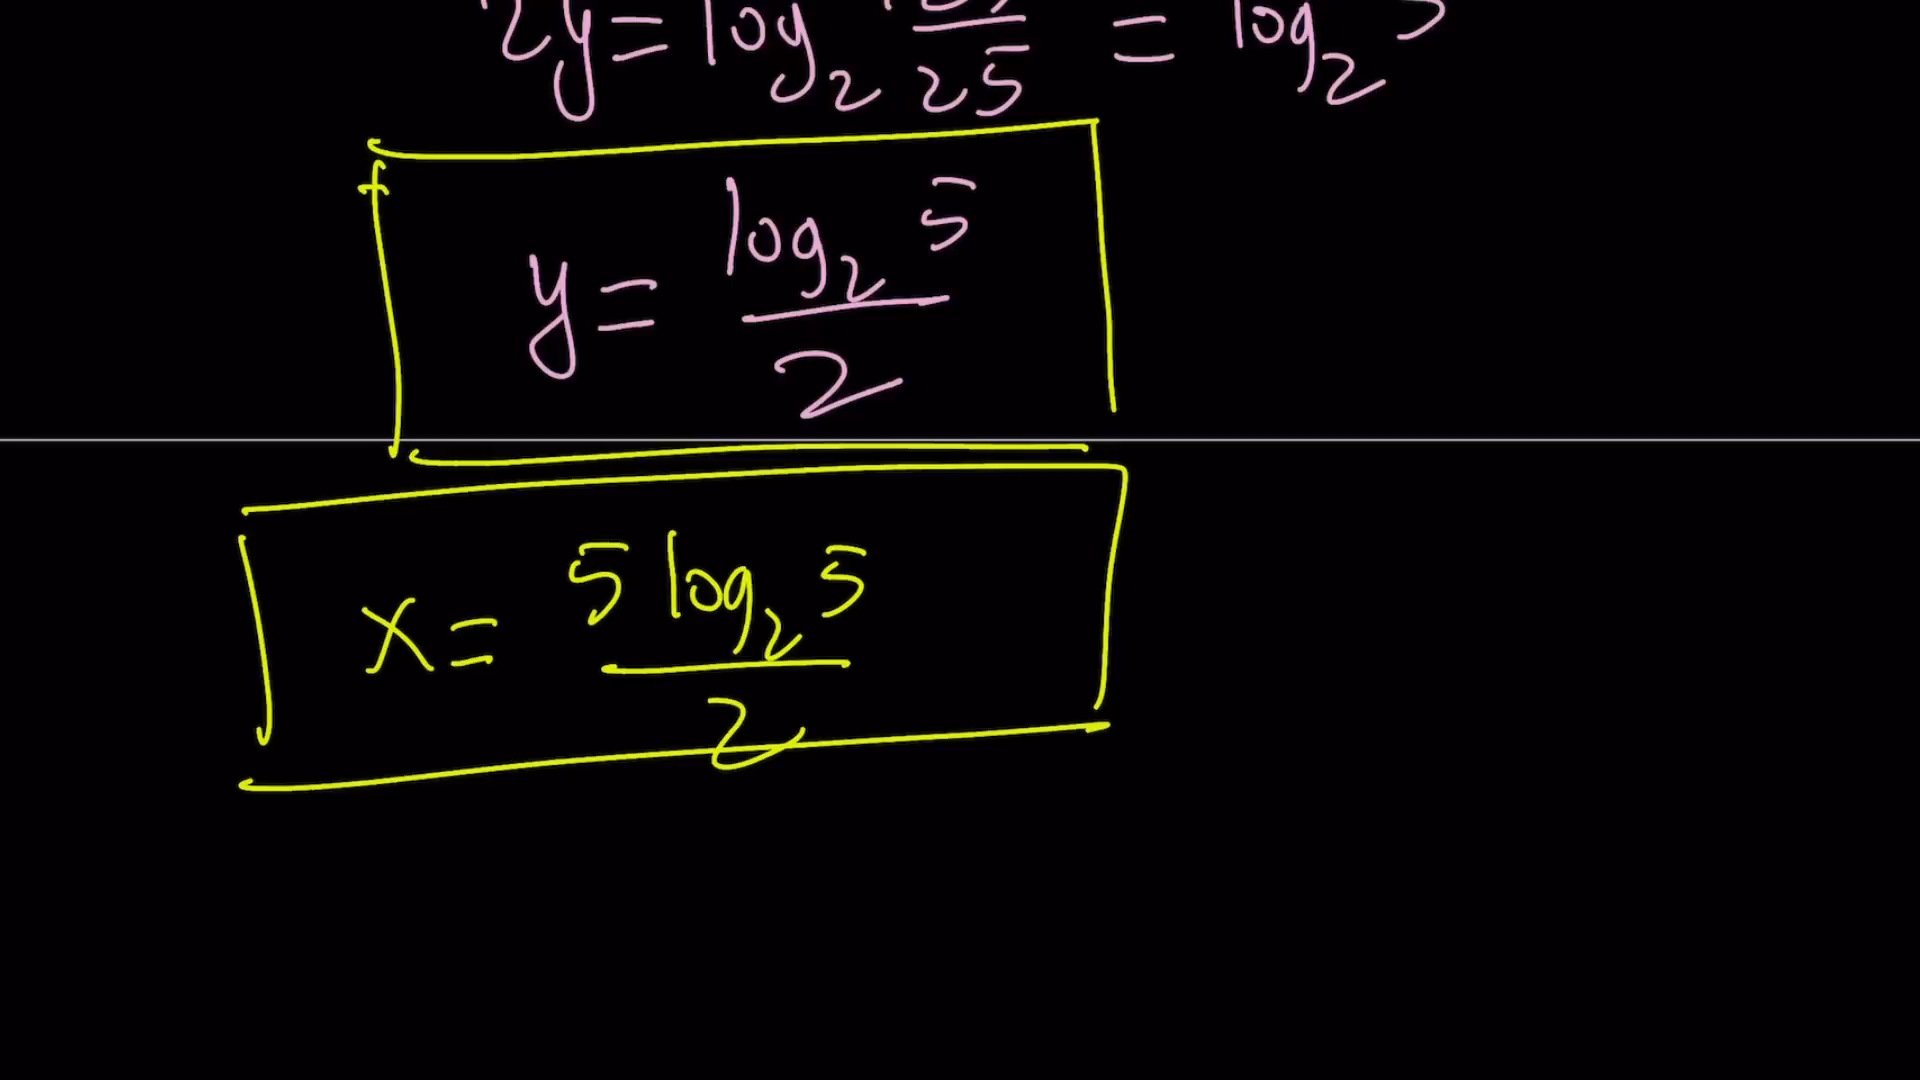 2y = log₂ /25 = log₂ 5
y = log₂ 5 / 2
x = 5 log₂ 5 / 2